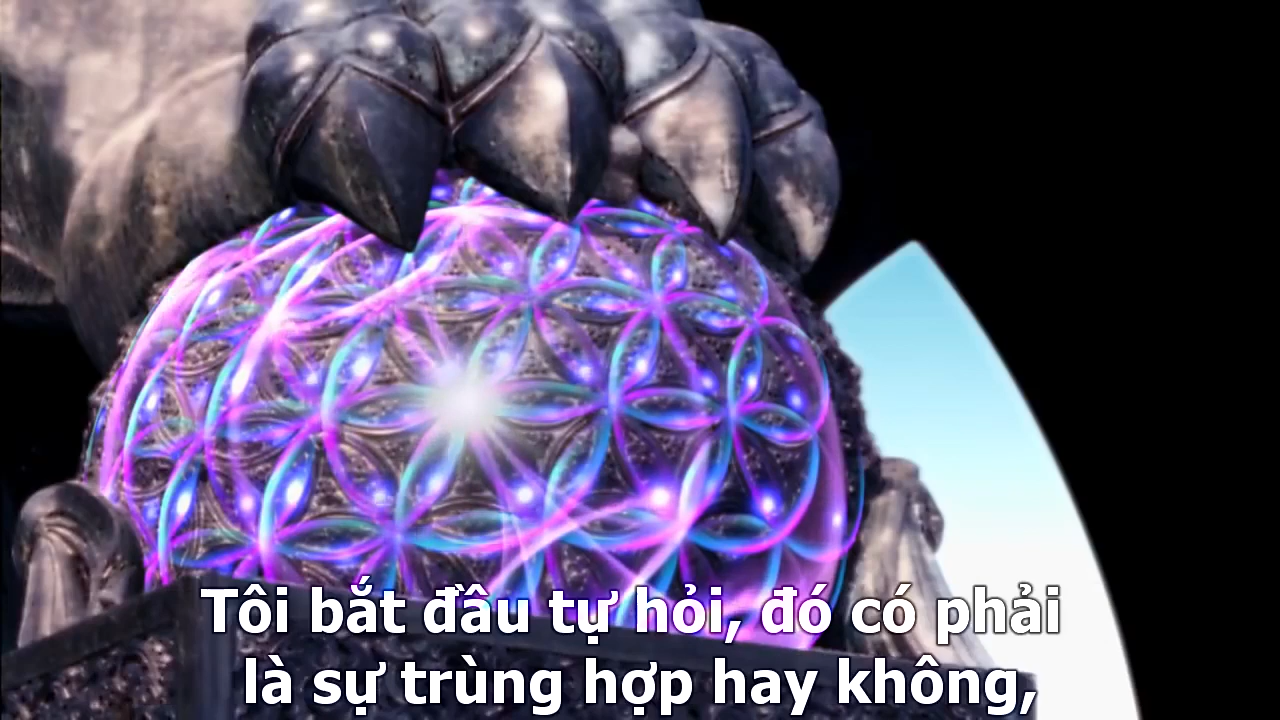 Tôi bắt đầu tự hỏi, đó có phải
là sự trùng hợp hay không,